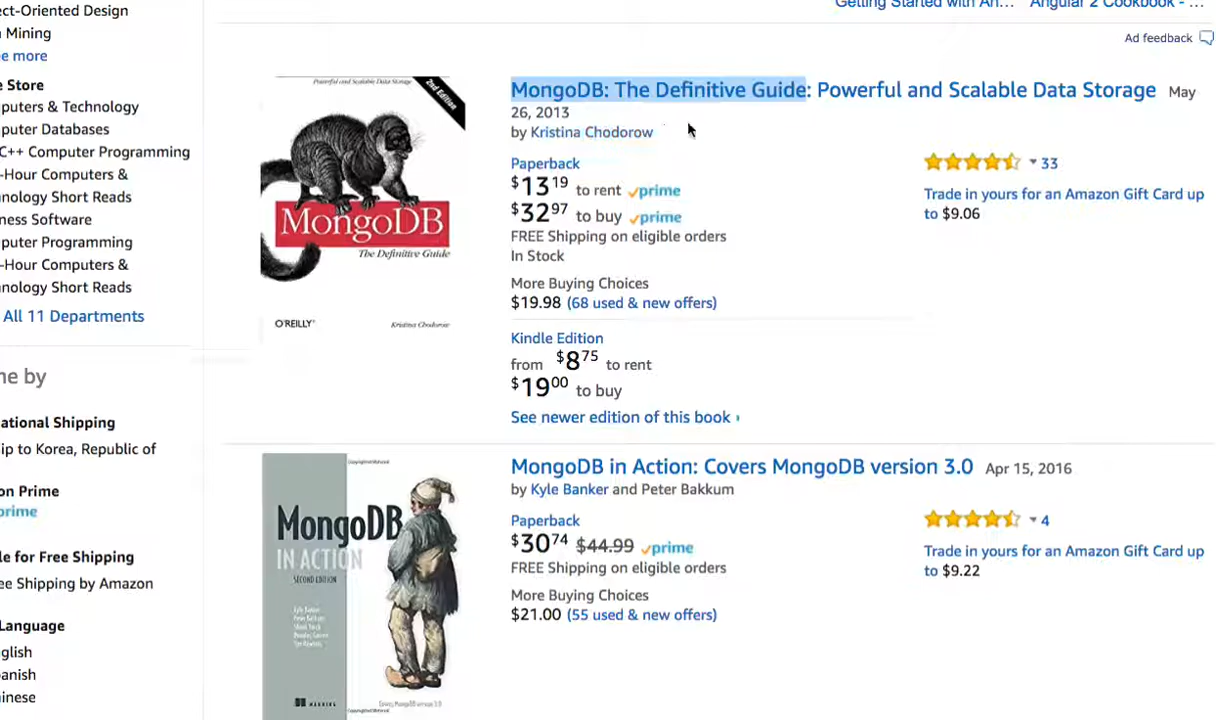 ect-Oriented Design
Mining
e more
e Store
puters & Technology
puter Databases
C++ Computer Programming
-Hour Computers &
nology Short Reads
ness Software
puter Programming
-Hour Computers &
nology Short Reads
All 11 Departments
ne by
national Shipping
ip to Korea, Republic of
on Prime
prime
le for Free Shipping
ee Shipping by Amazon
Language
glish
anish
inese
Getting Started with An... Angular 2 Cookbook - ...
Ad feedback
Powerful and Scalable Data Storage
2nd Edition
MongoDB
The Definitive Guide
O'REILLY®
Kristina Chodorow
MongoDB: The Definitive Guide: Powerful and Scalable Data Storage May
26, 2013
by Kristina Chodorow
Paperback
$13.19 to rent prime
$32.97 to buy prime
FREE Shipping on eligible orders
In Stock
More Buying Choices
$19.98 (68 used & new offers)
Kindle Edition
from $8.75 to rent
$19.00 to buy
See newer edition of this book ›
33
Trade in yours for an Amazon Gift Card up
to $9.06
MongoDB
IN ACTION
SECOND EDITION
MANNING
Covers MongoDB version 3.0
MongoDB in Action: Covers MongoDB version 3.0 Apr 15, 2016
by Kyle Banker and Peter Bakkum
Paperback
$30.74 $44.99 prime
FREE Shipping on eligible orders
More Buying Choices
$21.00 (55 used & new offers)
4
Trade in yours for an Amazon Gift Card up
to $9.22